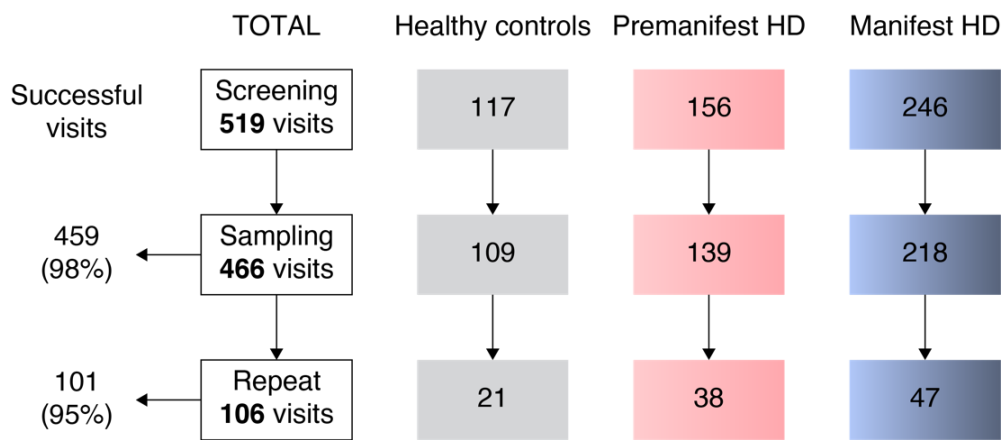 TOTAL
Healthy controls
Premanifest HD
Manifest HD
Successful
visits
Screening
519 visits
117
156
246
459
(98%)
Sampling
466 visits
109
139
218
101
(95%)
Repeat
106 visits
21
38
47